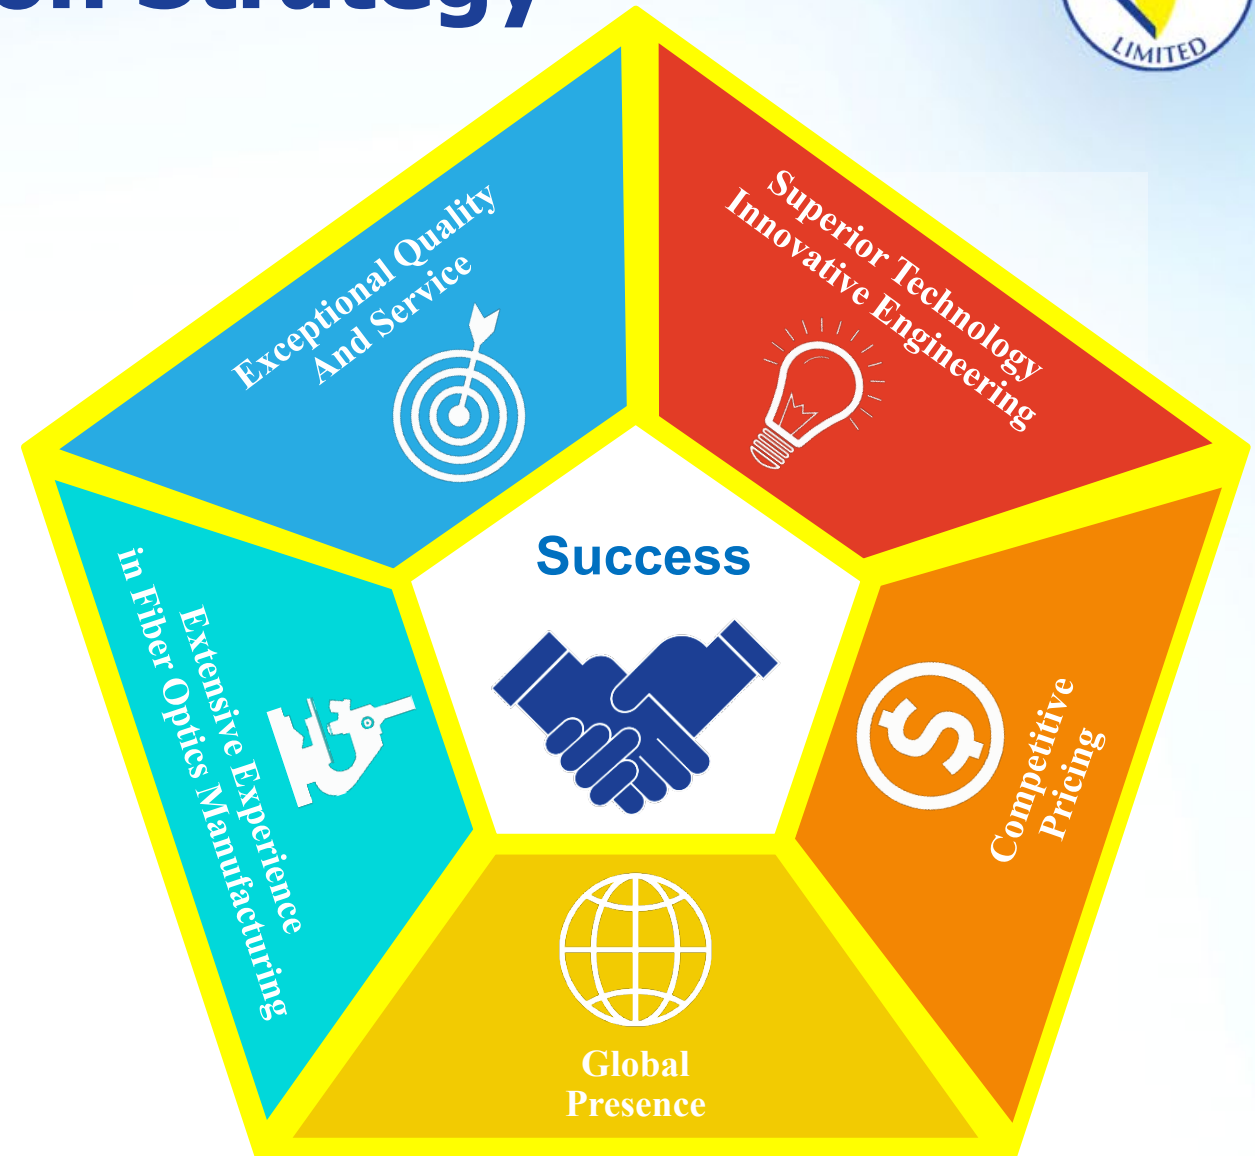 Strategy
LIMITED
Exceptional Quality
And Service
Superior Technology
Innovative Engineering
Success
Extensive Experience
in Fiber Optics Manufacturing
Competitive
Pricing
Global
Presence